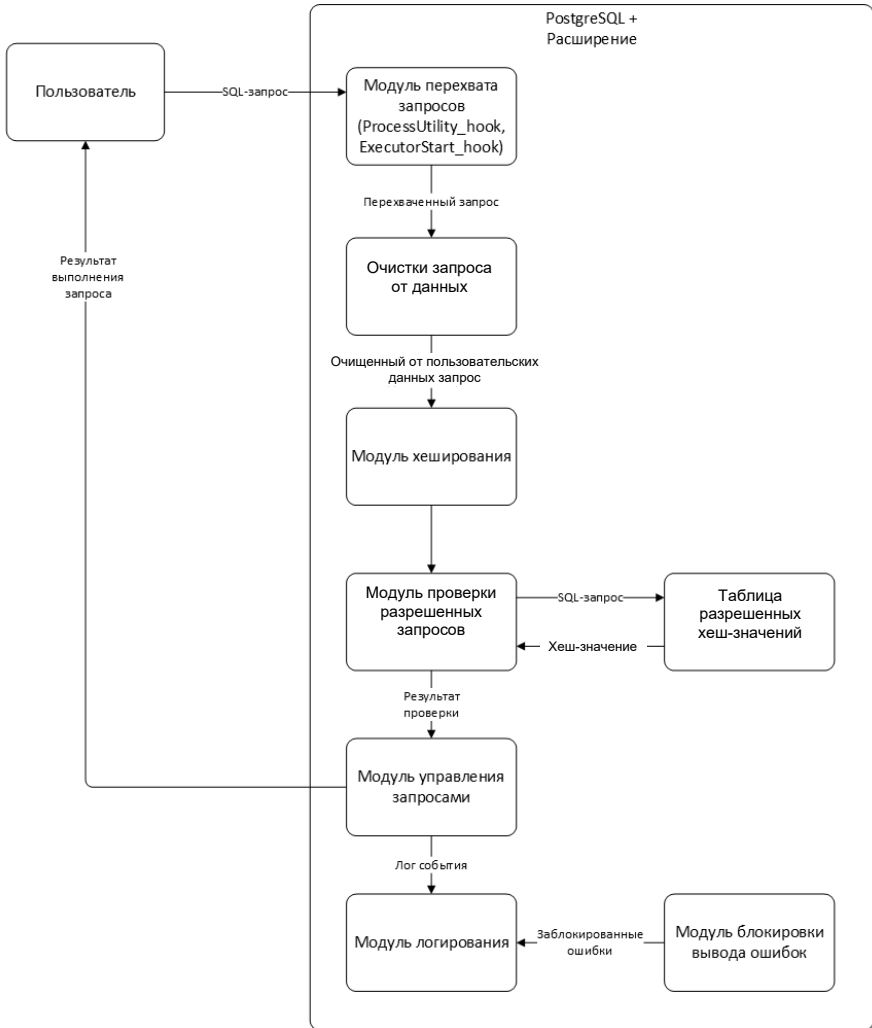 PostgreSQL +
Расширение
Пользователь
SQL-запрос
Модуль перехвата
запросов
(ProcessUtility_hook,
ExecutorStart_hook)
Перехваченный запрос
Очистки запроса
от данных
Результат
выполнения
запроса
Очищенный от пользовательских
данных запрос
Модуль хеширования
Модуль проверки
разрешенных
запросов
SQL-запрос
Хеш-значение
Таблица
разрешенных
хеш-значений
Результат
проверки
Модуль управления
запросами
Лог события
Модуль логирования
Заблокированные
ошибки
Модуль блокировки
вывода ошибок